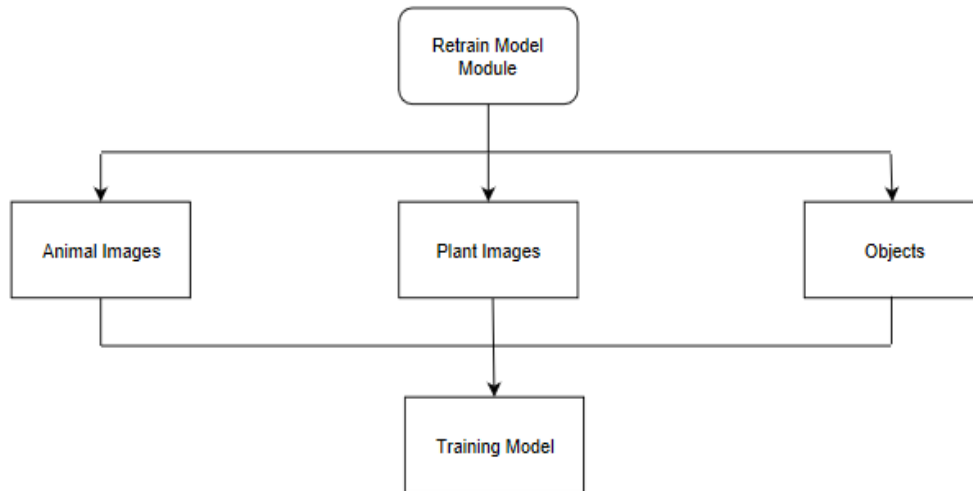 Retrain Model
Module
Animal Images
Plant Images
Objects
Training Model